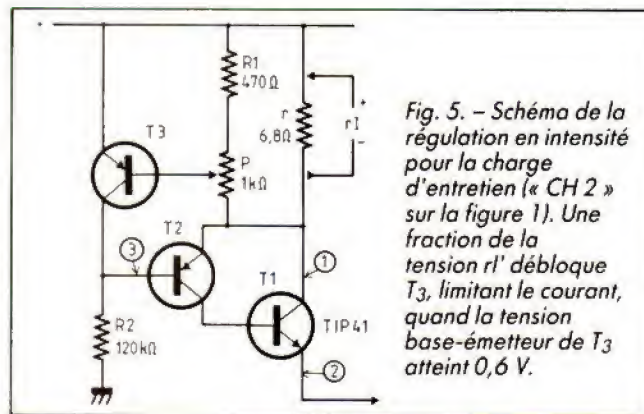 R1
470Ω
r
6,8Ω
+
rI
−
T3
P
1kΩ
T2
3
1
T1
R2
120kΩ
TIP41
2
Fig. 5. – Schéma de la
régulation en intensité
pour la charge
d'entretien (« CH 2 »
sur la figure 1). Une
fraction de la
tension rI' débloque
T3, limitant le courant,
quand la tension
base-émetteur de T3
atteint 0,6 V.